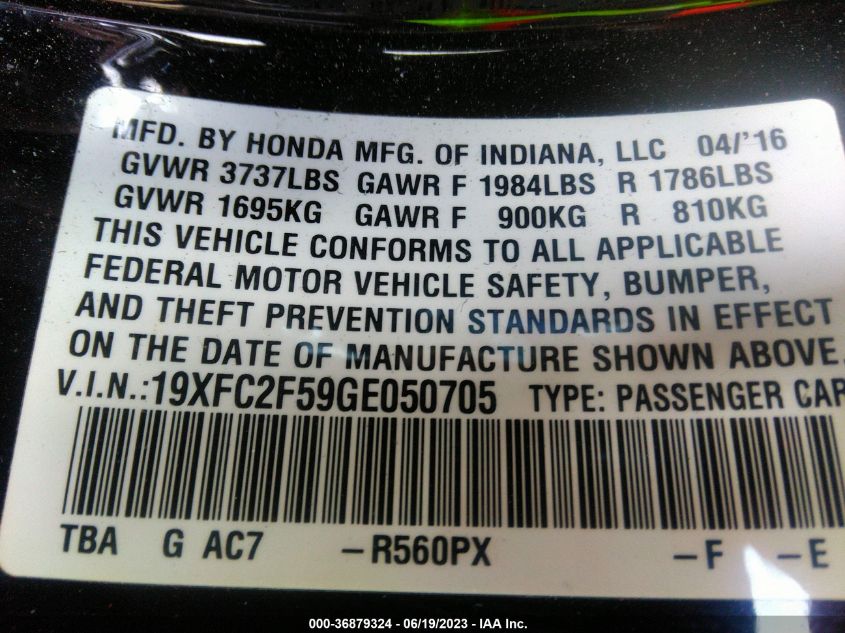 MFD. BY HONDA MFG. OF INDIANA, LLC 04/'16
GVWR 3737LBS GAWR F 1984LBS R 1786LBS
GVWR 1695KG GAWR F 900KG R 810KG
THIS VEHICLE CONFORMS TO ALL APPLICABLE
FEDERAL MOTOR VEHICLE SAFETY, BUMPER,
AND THEFT PREVENTION STANDARDS IN EFFECT
ON THE DATE OF MANUFACTURE SHOWN ABOVE.
V.I.N.:19XFC2F59GE050705 TYPE: PASSENGER CAR
TBA G AC7 -R560PX -F -E
000-36879324 - 06/19/2023 - IAA Inc.